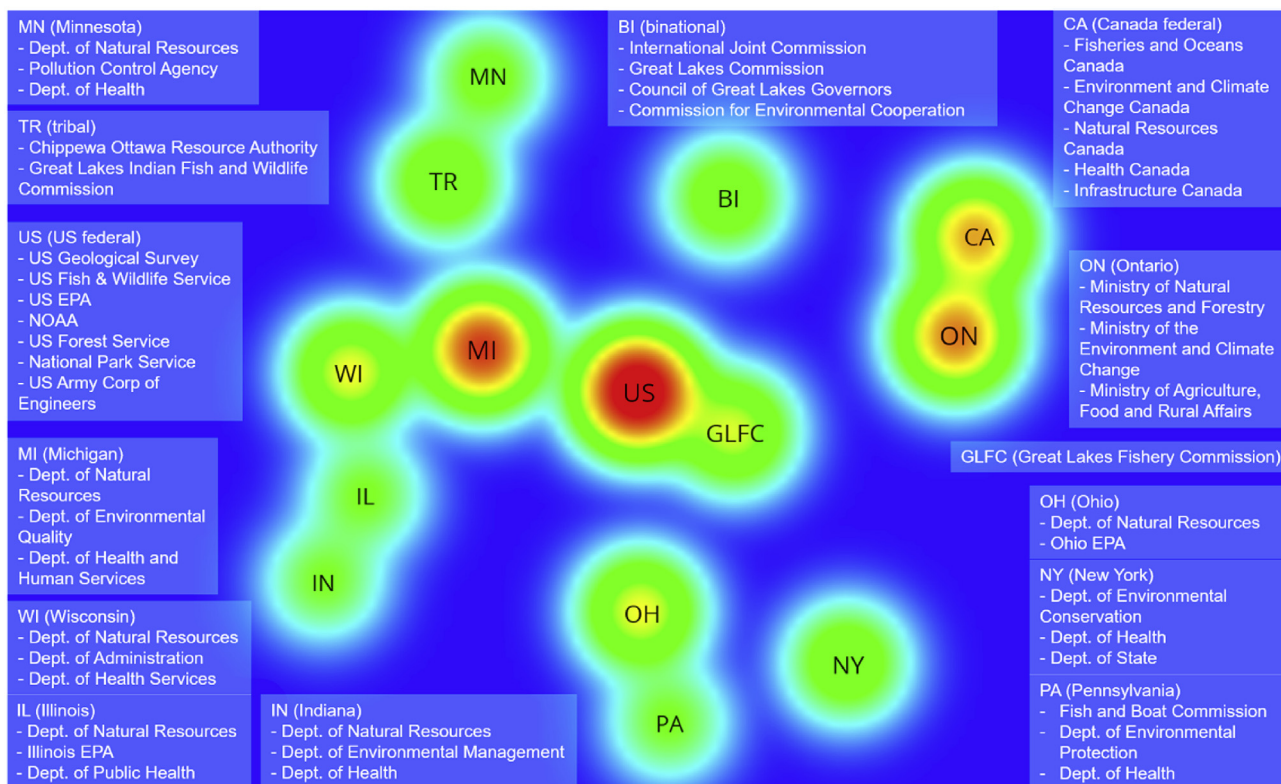 MN (Minnesota)
- Dept. of Natural Resources
- Pollution Control Agency
- Dept. of Health
TR (tribal)
- Chippewa Ottawa Resource Authority
- Great Lakes Indian Fish and Wildlife
Commission
US (US federal)
- US Geological Survey
- US Fish & Wildlife Service
- US EPA
- NOAA
- US Forest Service
- National Park Service
- US Army Corp of
Engineers
MI (Michigan)
- Dept. of Natural
Resources
- Dept. of Environmental
Quality
- Dept. of Health and
Human Services
WI (Wisconsin)
- Dept. of Natural Resources
- Dept. of Administration
- Dept. of Health Services
IL (Illinois)
- Dept. of Natural Resources
- Illinois EPA
- Dept. of Public Health
IN (Indiana)
- Dept. of Natural Resources
- Dept. of Environmental Management
- Dept. of Health
BI (binational)
- International Joint Commission
- Great Lakes Commission
- Council of Great Lakes Governors
- Commission for Environmental Cooperation
MN
TR
BI
CA
ON
WI
MI
US
GLFC
IL
IN
OH
NY
PA
CA (Canada federal)
- Fisheries and Oceans
Canada
- Environment and Climate
Change Canada
- Natural Resources
Canada
- Health Canada
- Infrastructure Canada
ON (Ontario)
- Ministry of Natural
Resources and Forestry
- Ministry of the
Environment and Climate
Change
- Ministry of Agriculture,
Food and Rural Affairs
GLFC (Great Lakes Fishery Commission)
OH (Ohio)
- Dept. of Natural Resources
- Ohio EPA
NY (New York)
- Dept. of Environmental
Conservation
- Dept. of Health
- Dept. of State
PA (Pennsylvania)
- Fish and Boat Commission
- Dept. of Environmental
Protection
- Dept. of Health